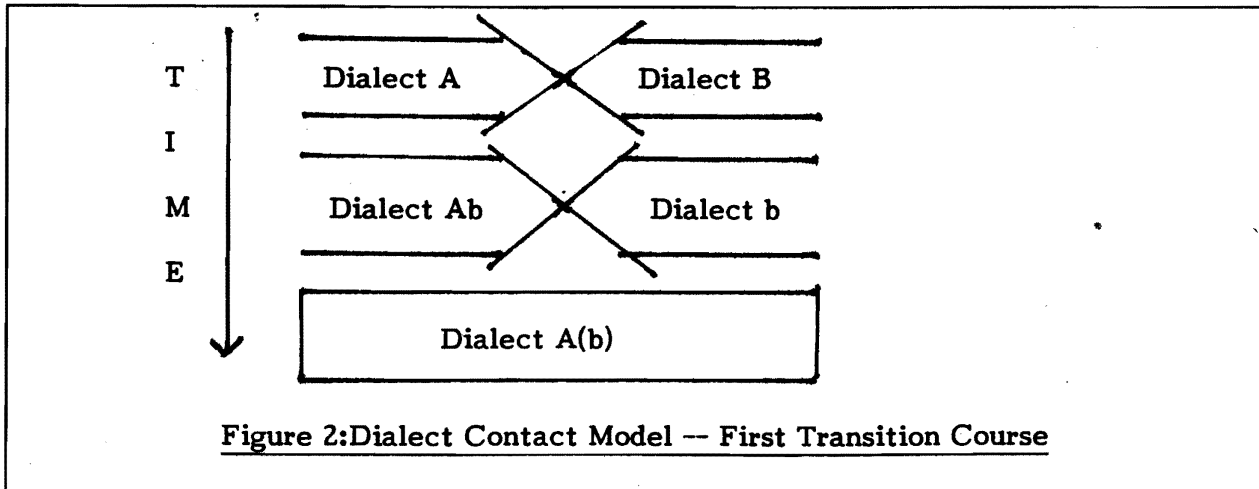 T
I
M
E
Dialect A Dialect B
Dialect Ab Dialect b
Dialect A(b)
Figure 2:Dialect Contact Model -- First Transition Course